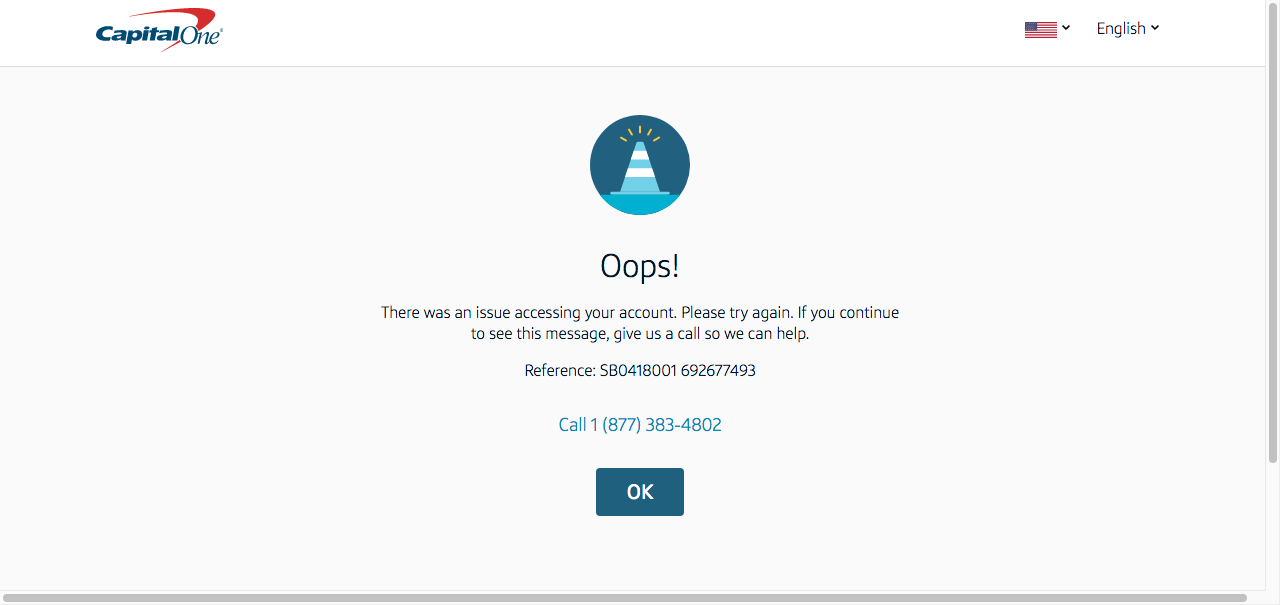 CapitalOne
English
Oops!
There was an issue accessing your account. Please try again. If you continue
to see this message, give us a call so we can help.
Reference: SB0418001 692677493
Call 1 (877) 383-4802
OK